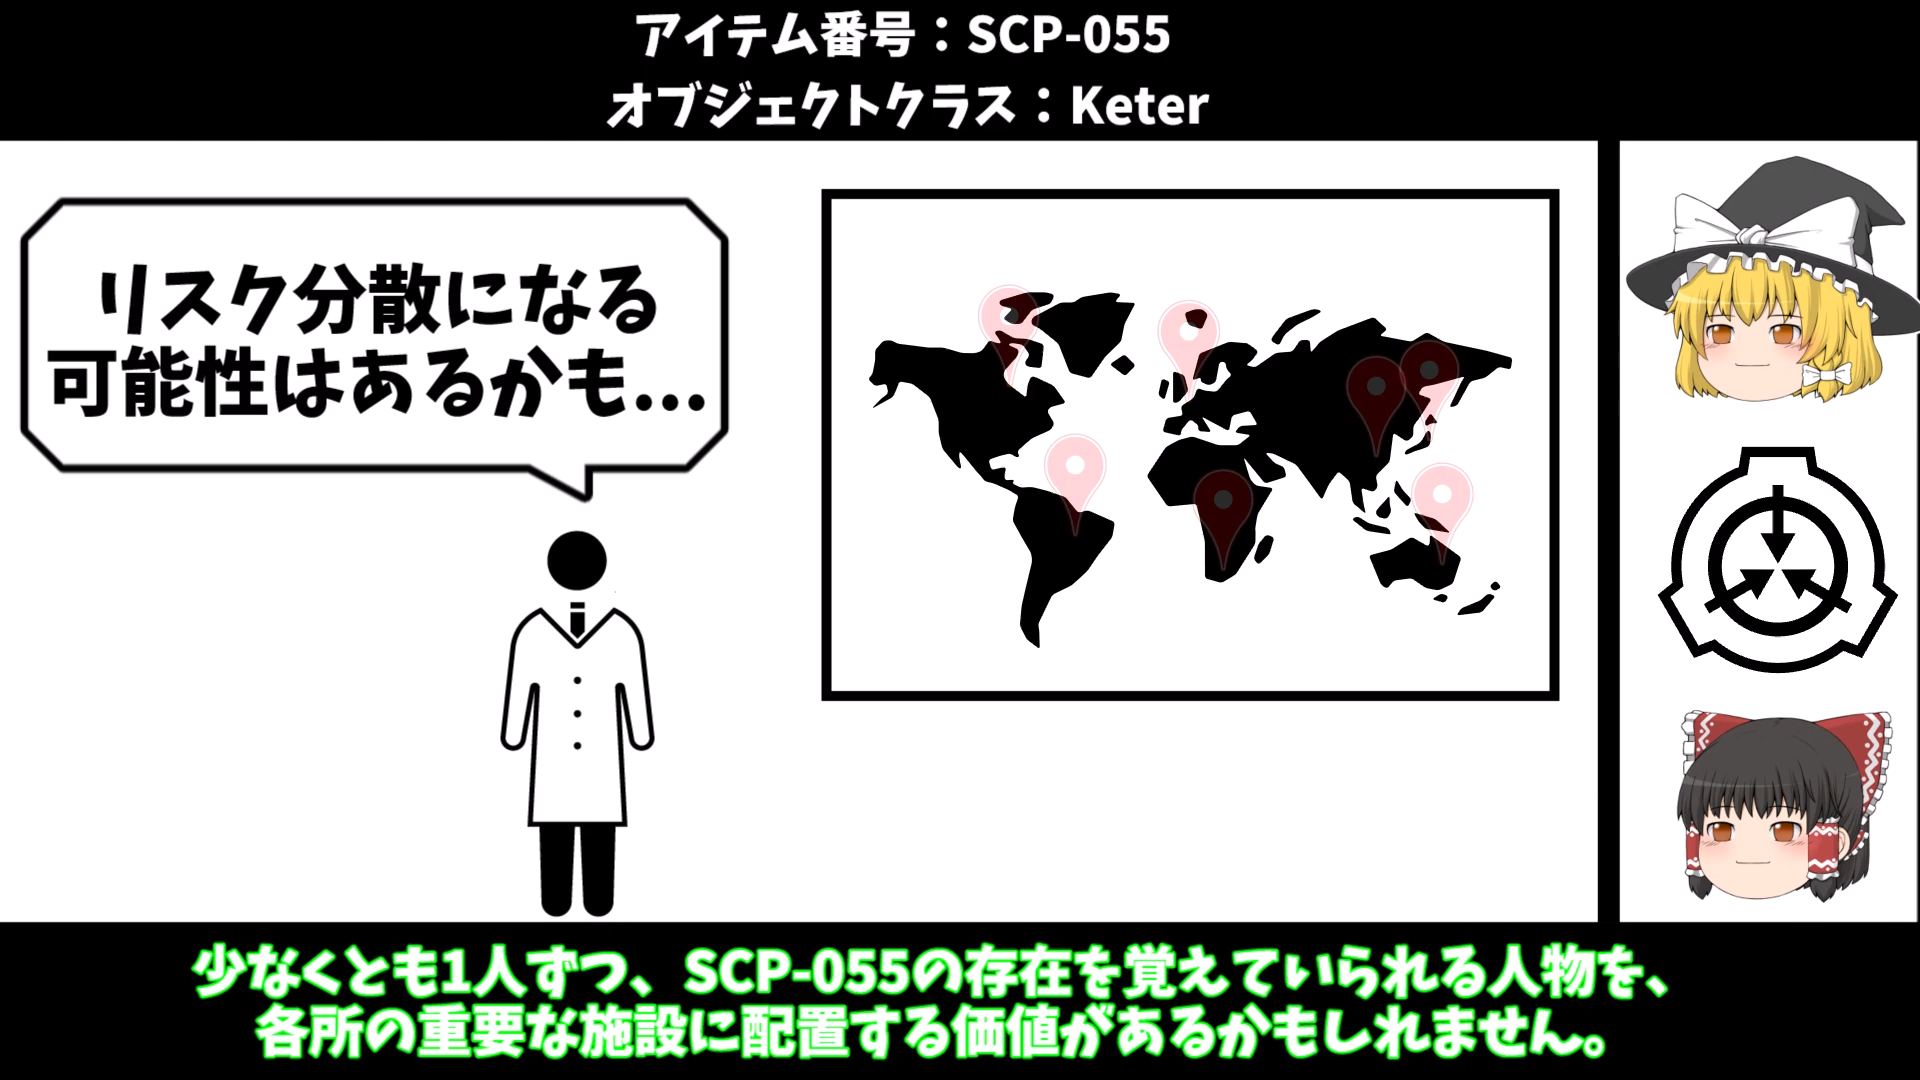 アイテム番号：SCP-055
オブジェクトクラス：Keter
リスク分散になる
可能性はあるかも...
少なくとも1人ずつ、SCP-055の存在を覚えていられる人物を、
各所の重要な施設に配置する価値があるかもしれません。